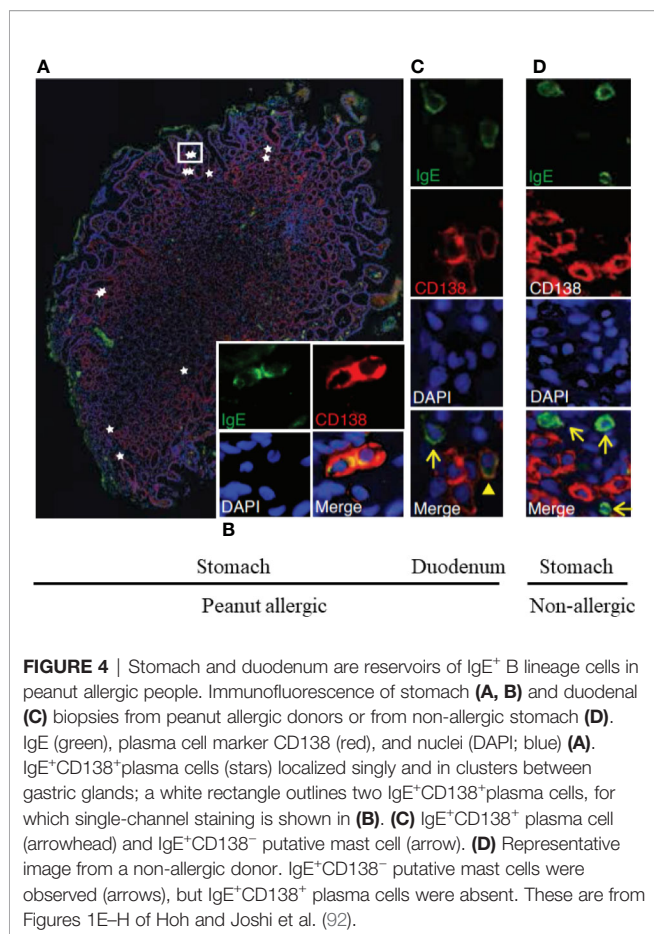 A
C
D
IgE
IgE
CD138
CD138
IgE
CD138
DAPI
DAPI
DAPI
Merge
Merge
Merge
B
Stomach
Duodenum
Stomach
Peanut allergic
Non-allergic
FIGURE 4 | Stomach and duodenum are reservoirs of IgE⁺ B lineage cells in
peanut allergic people. Immunofluorescence of stomach (A, B) and duodenal
(C) biopsies from peanut allergic donors or from non-allergic stomach (D).
IgE (green), plasma cell marker CD138 (red), and nuclei (DAPI; blue) (A).
IgE⁺CD138⁺plasma cells (stars) localized singly and in clusters between
gastric glands; a white rectangle outlines two IgE⁺CD138⁺plasma cells, for
which single-channel staining is shown in (B). (C) IgE⁺CD138⁺ plasma cell
(arrowhead) and IgE⁺CD138⁻ putative mast cell (arrow). (D) Representative
image from a non-allergic donor. IgE⁺CD138⁻ putative mast cells were
observed (arrows), but IgE⁺CD138⁺ plasma cells were absent. These are from
Figures 1E–H of Hoh and Joshi et al. (92).